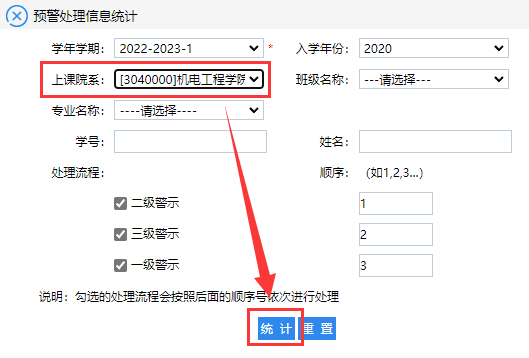 预警处理信息统计
学年学期: 2022-2023-1 * 入学年份: 2020
上课院系: [3040000]机电工程学院 班级名称: ---请选择---
专业名称: ----请选择----
学号: 姓名:
处理流程: 顺序: (如1,2,3...)
二级警示 1
三级警示 2
一级警示 3
说明：勾选的处理流程会按照后面的顺序号依次进行处理
统 计 重 置